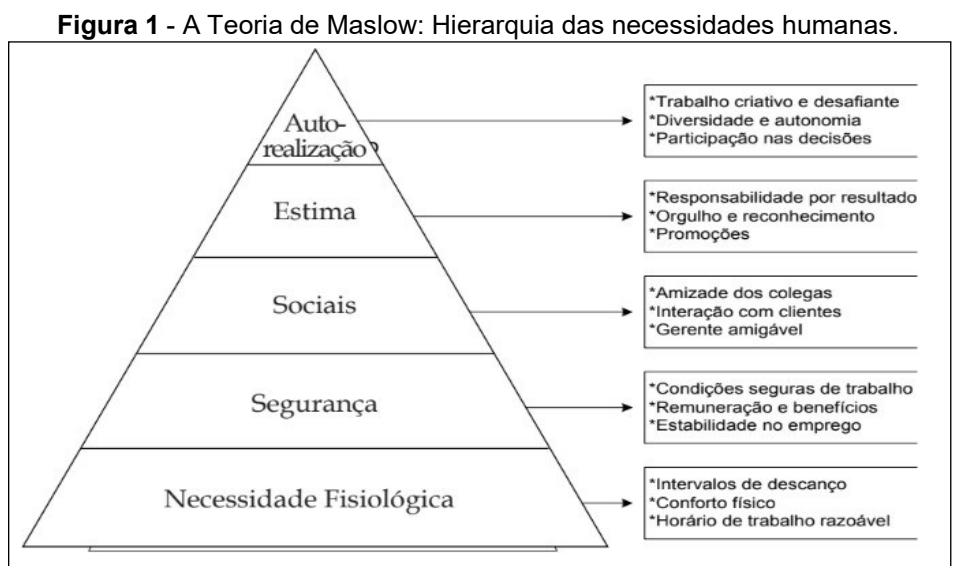 Figura 1 - A Teoria de Maslow: Hierarquia das necessidades humanas.
Auto-
realização
*Trabalho criativo e desafiante
*Diversidade e autonomia
*Participação nas decisões
Estima
*Responsabilidade por resultado
*Orgulho e reconhecimento
*Promoções
Sociais
*Amizade dos colegas
*Interação com clientes
*Gerente amigável
Segurança
*Condições seguras de trabalho
*Remuneração e benefícios
*Estabilidade no emprego
Necessidade Fisiológica
*Intervalos de descanço
*Conforto físico
*Horário de trabalho razoável